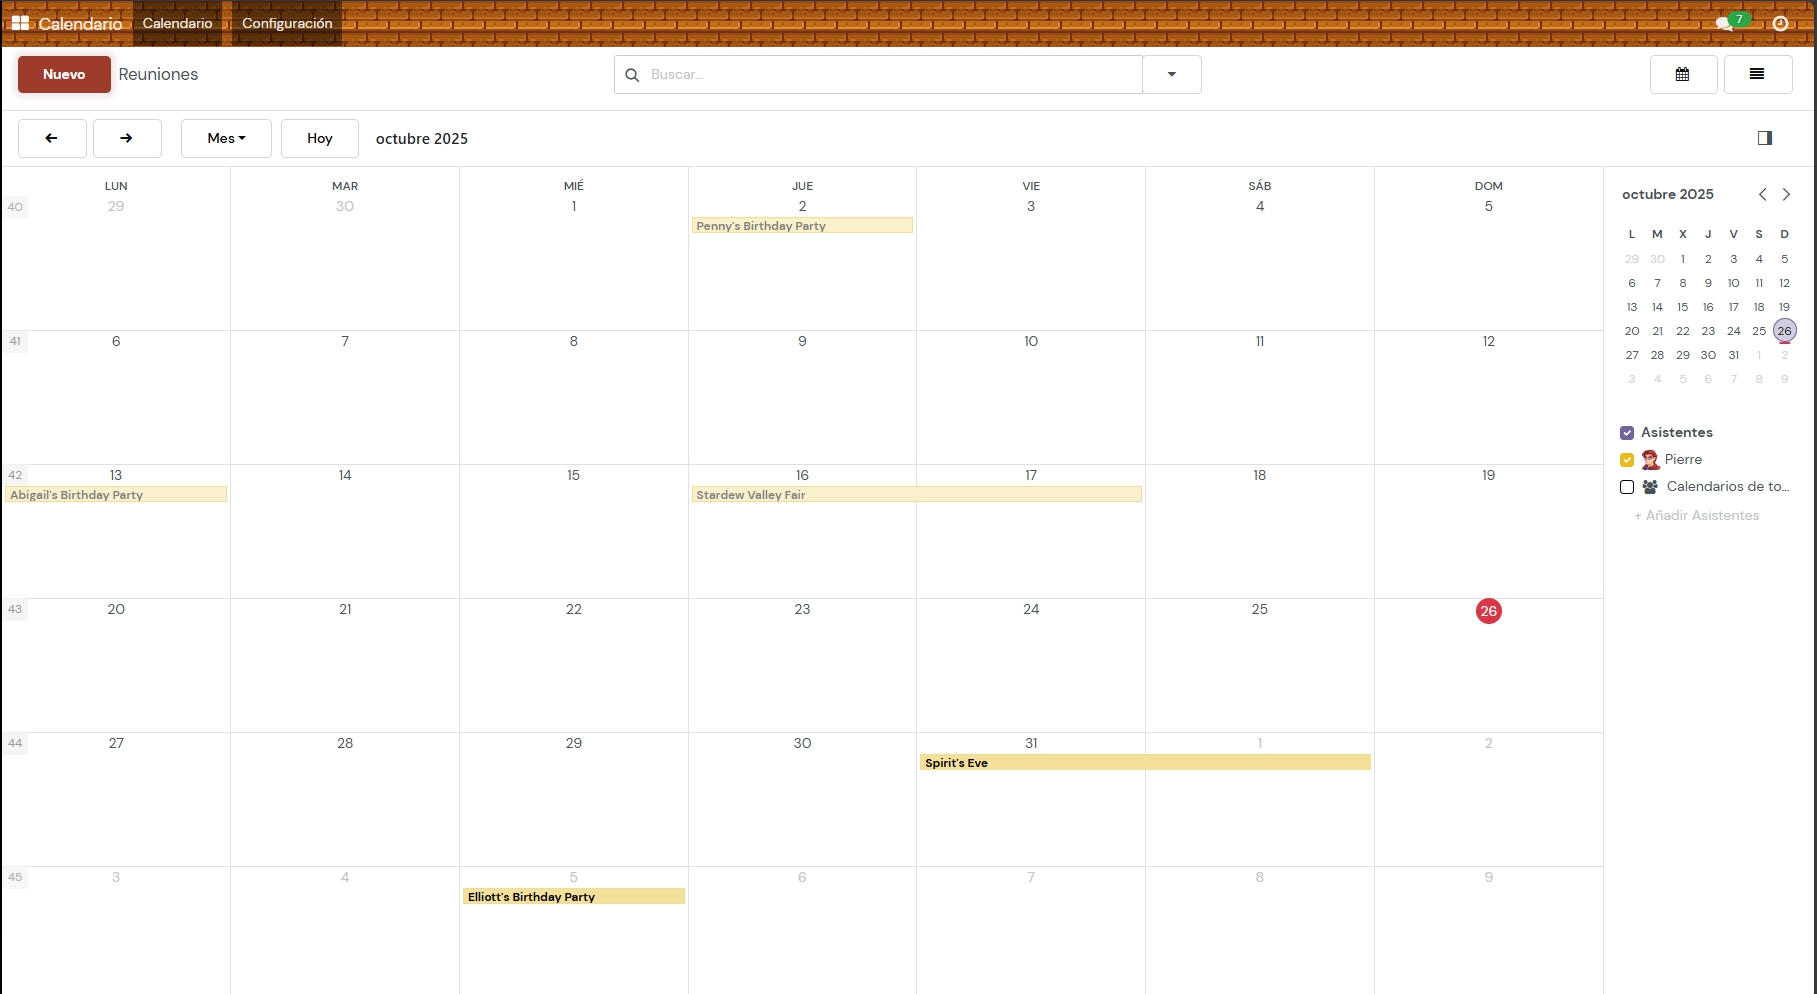 Calendario Calendario Configuración 7
Nuevo Reuniones Buscar...
Mes Hoy octubre 2025
LUN MAR MIÉ JUE VIE SÁB DOM
40 29 30 1 2 3 4 5
Penny's Birthday Party
41 6 7 8 9 10 11 12
42 13 14 15 16 17 18 19
Abigail's Birthday Party Stardew Valley Fair
43 20 21 22 23 24 25 26
44 27 28 29 30 31 1 2
Spirit's Eve
45 3 4 5 6 7 8 9
Elliott's Birthday Party
octubre 2025
L M X J V S D
29 30 1 2 3 4 5
6 7 8 9 10 11 12
13 14 15 16 17 18 19
20 21 22 23 24 25 26
27 28 29 30 31 1 2
3 4 5 6 7 8 9
Asistentes
Pierre
Calendarios de to...
+ Añadir Asistentes